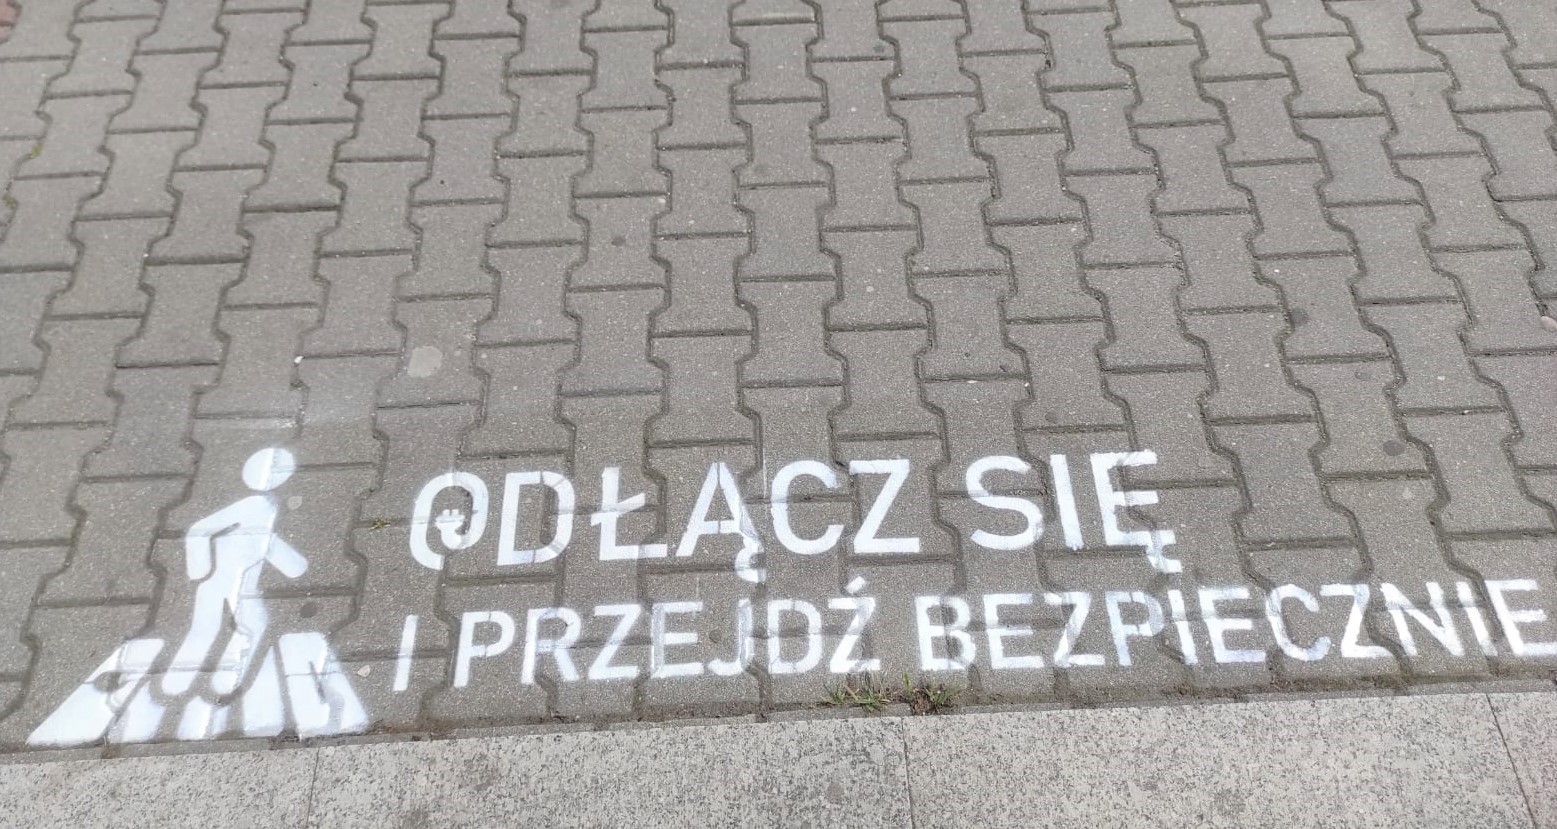 ODŁĄCZ SIĘ
I PRZEJDŹ BEZPIECZNIE